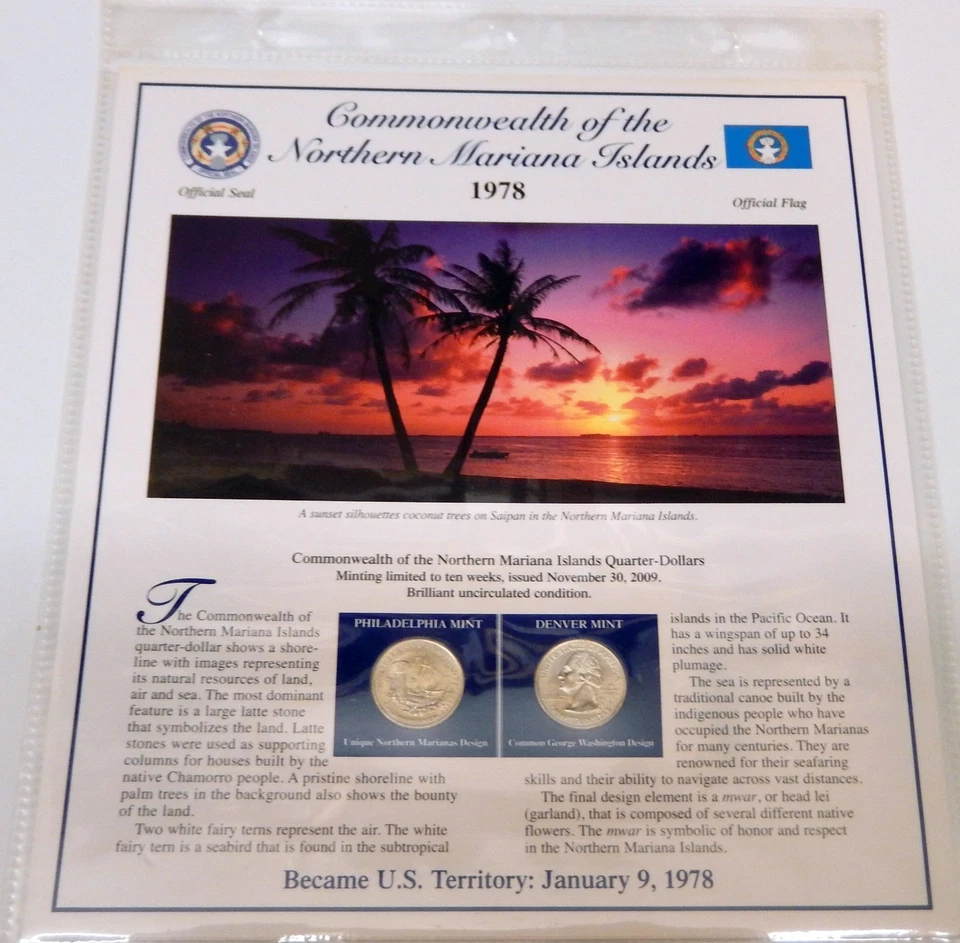 Commonwealth of the
Northern Mariana Islands
1978
Official Seal
Official Flag
A sunset silhouettes coconut trees on Saipan in the Northern Mariana Islands.
Commonwealth of the Northern Mariana Islands Quarter-Dollars
Minting limited to ten weeks, issued November 30, 2009.
Brilliant uncirculated condition.
The Commonwealth of
the Northern Mariana Islands
quarter-dollar shows a shore-
line with images representing
its natural resources of land,
air and sea. The most dominant
feature is a large latte stone
that symbolizes the land. Latte
stones were used as supporting
columns for houses built by the
native Chamorro people. A pristine shoreline with
palm trees in the background also shows the bounty
of the land.
Two white fairy terns represent the air. The white
fairy tern is a seabird that is found in the subtropical
PHILADELPHIA MINT
Unique Northern Marianas Design
DENVER MINT
Common George Washington Design
islands in the Pacific Ocean. It
has a wingspan of up to 34
inches and has solid white
plumage.
The sea is represented by a
traditional canoe built by the
indigenous people who have
occupied the Northern Marianas
for many centuries. They are
renowned for their seafaring
skills and their ability to navigate across vast distances.
The final design element is a mwar, or head lei
(garland), that is composed of several different native
flowers. The mwar is symbolic of honor and respect
in the Northern Mariana Islands.
Became U.S. Territory: January 9, 1978